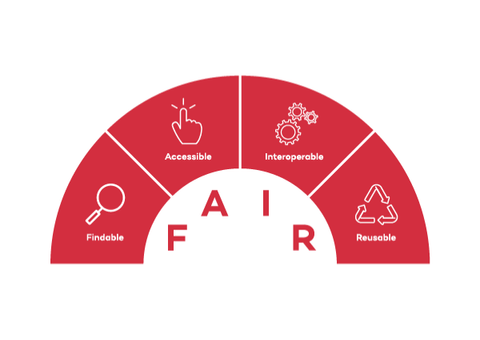 Findable
Accessible
Interoperable
Reusable
F A I R